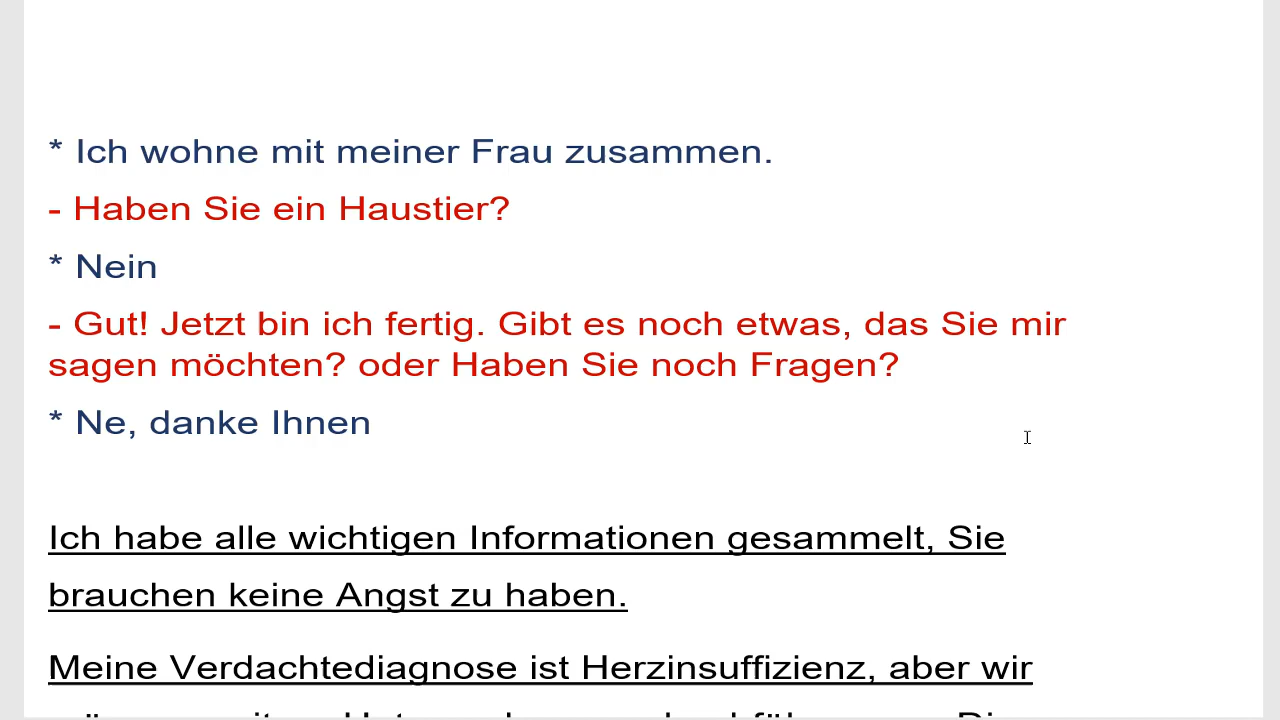 * Ich wohne mit meiner Frau zusammen.
- Haben Sie ein Haustier?
* Nein
- Gut! Jetzt bin ich fertig. Gibt es noch etwas, das Sie mir
sagen möchten? oder Haben Sie noch Fragen?
* Ne, danke Ihnen
Ich habe alle wichtigen Informationen gesammelt, Sie
brauchen keine Angst zu haben.
Meine Verdachtediagnose ist Herzinsuffizienz, aber wir